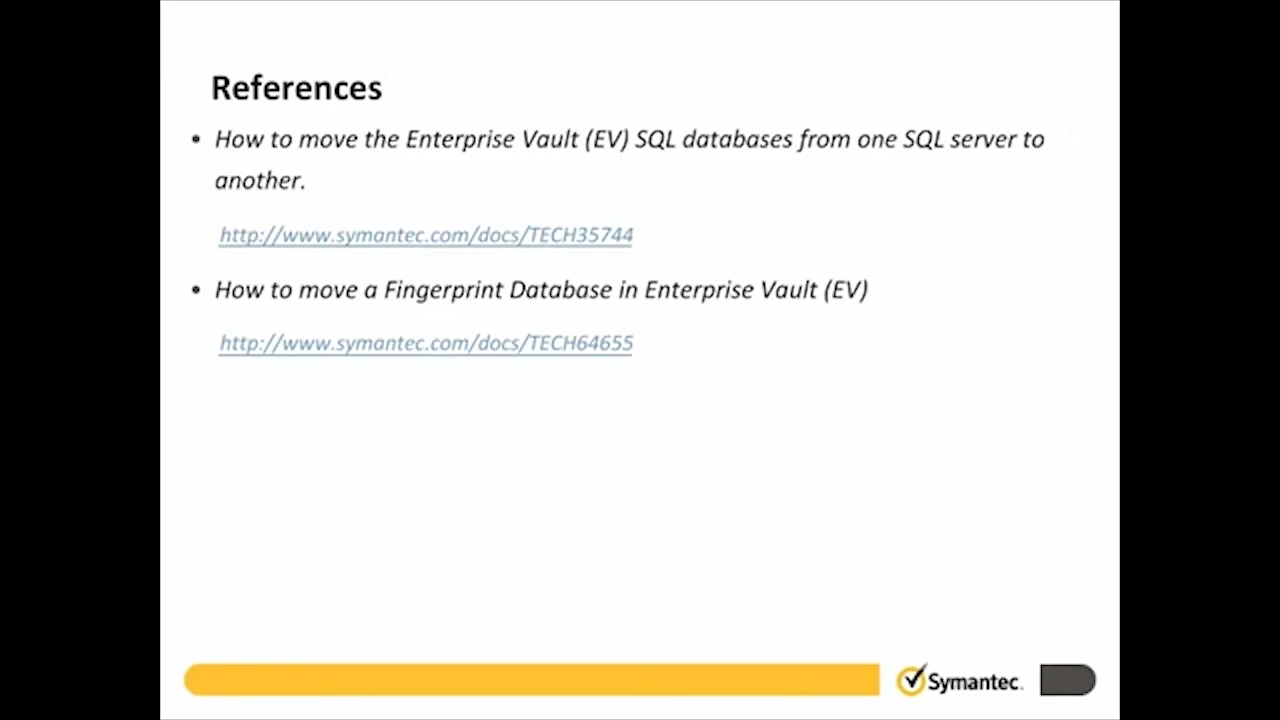 References
• How to move the Enterprise Vault (EV) SQL databases from one SQL server to
another.
http://www.symantec.com/docs/TECH35744
• How to move a Fingerprint Database in Enterprise Vault (EV)
http://www.symantec.com/docs/TECH64655
Symantec